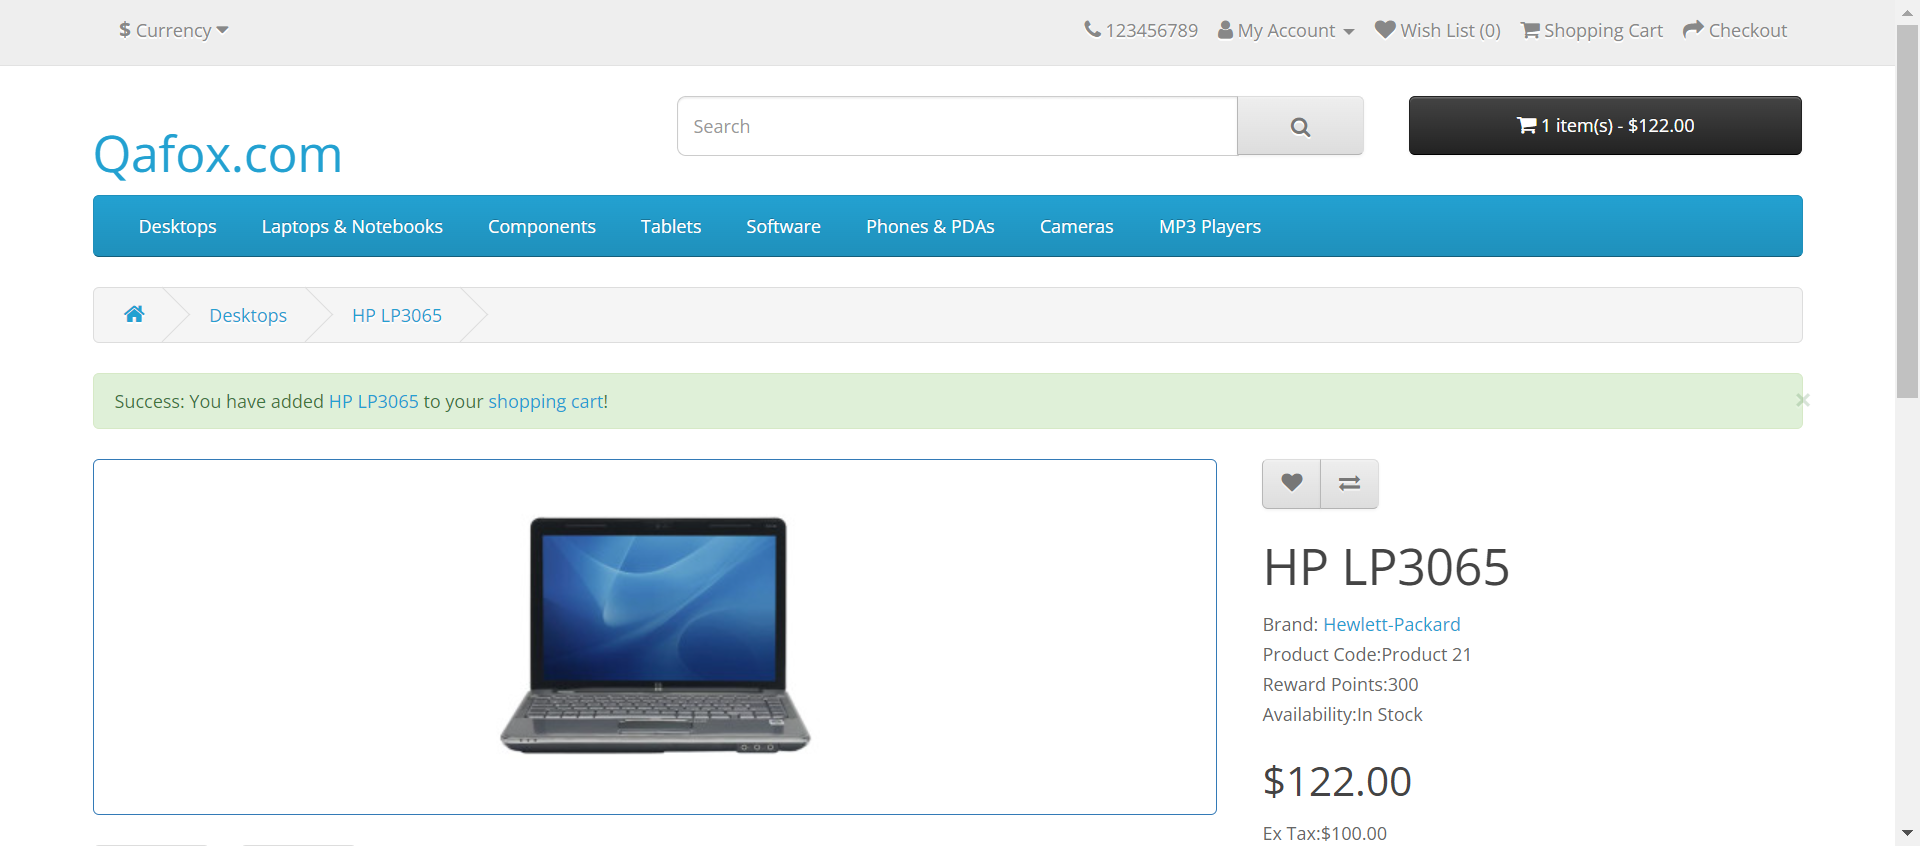 $ Currency
123456789 My Account Wish List (0) Shopping Cart Checkout
Qafox.com
Search
1 item(s) - $122.00
Desktops Laptops & Notebooks Components Tablets Software Phones & PDAs Cameras MP3 Players
Desktops HP LP3065
Success: You have added HP LP3065 to your shopping cart!
×
HP LP3065
Brand: Hewlett-Packard
Product Code:Product 21
Reward Points:300
Availability:In Stock
$122.00
Ex Tax:$100.00